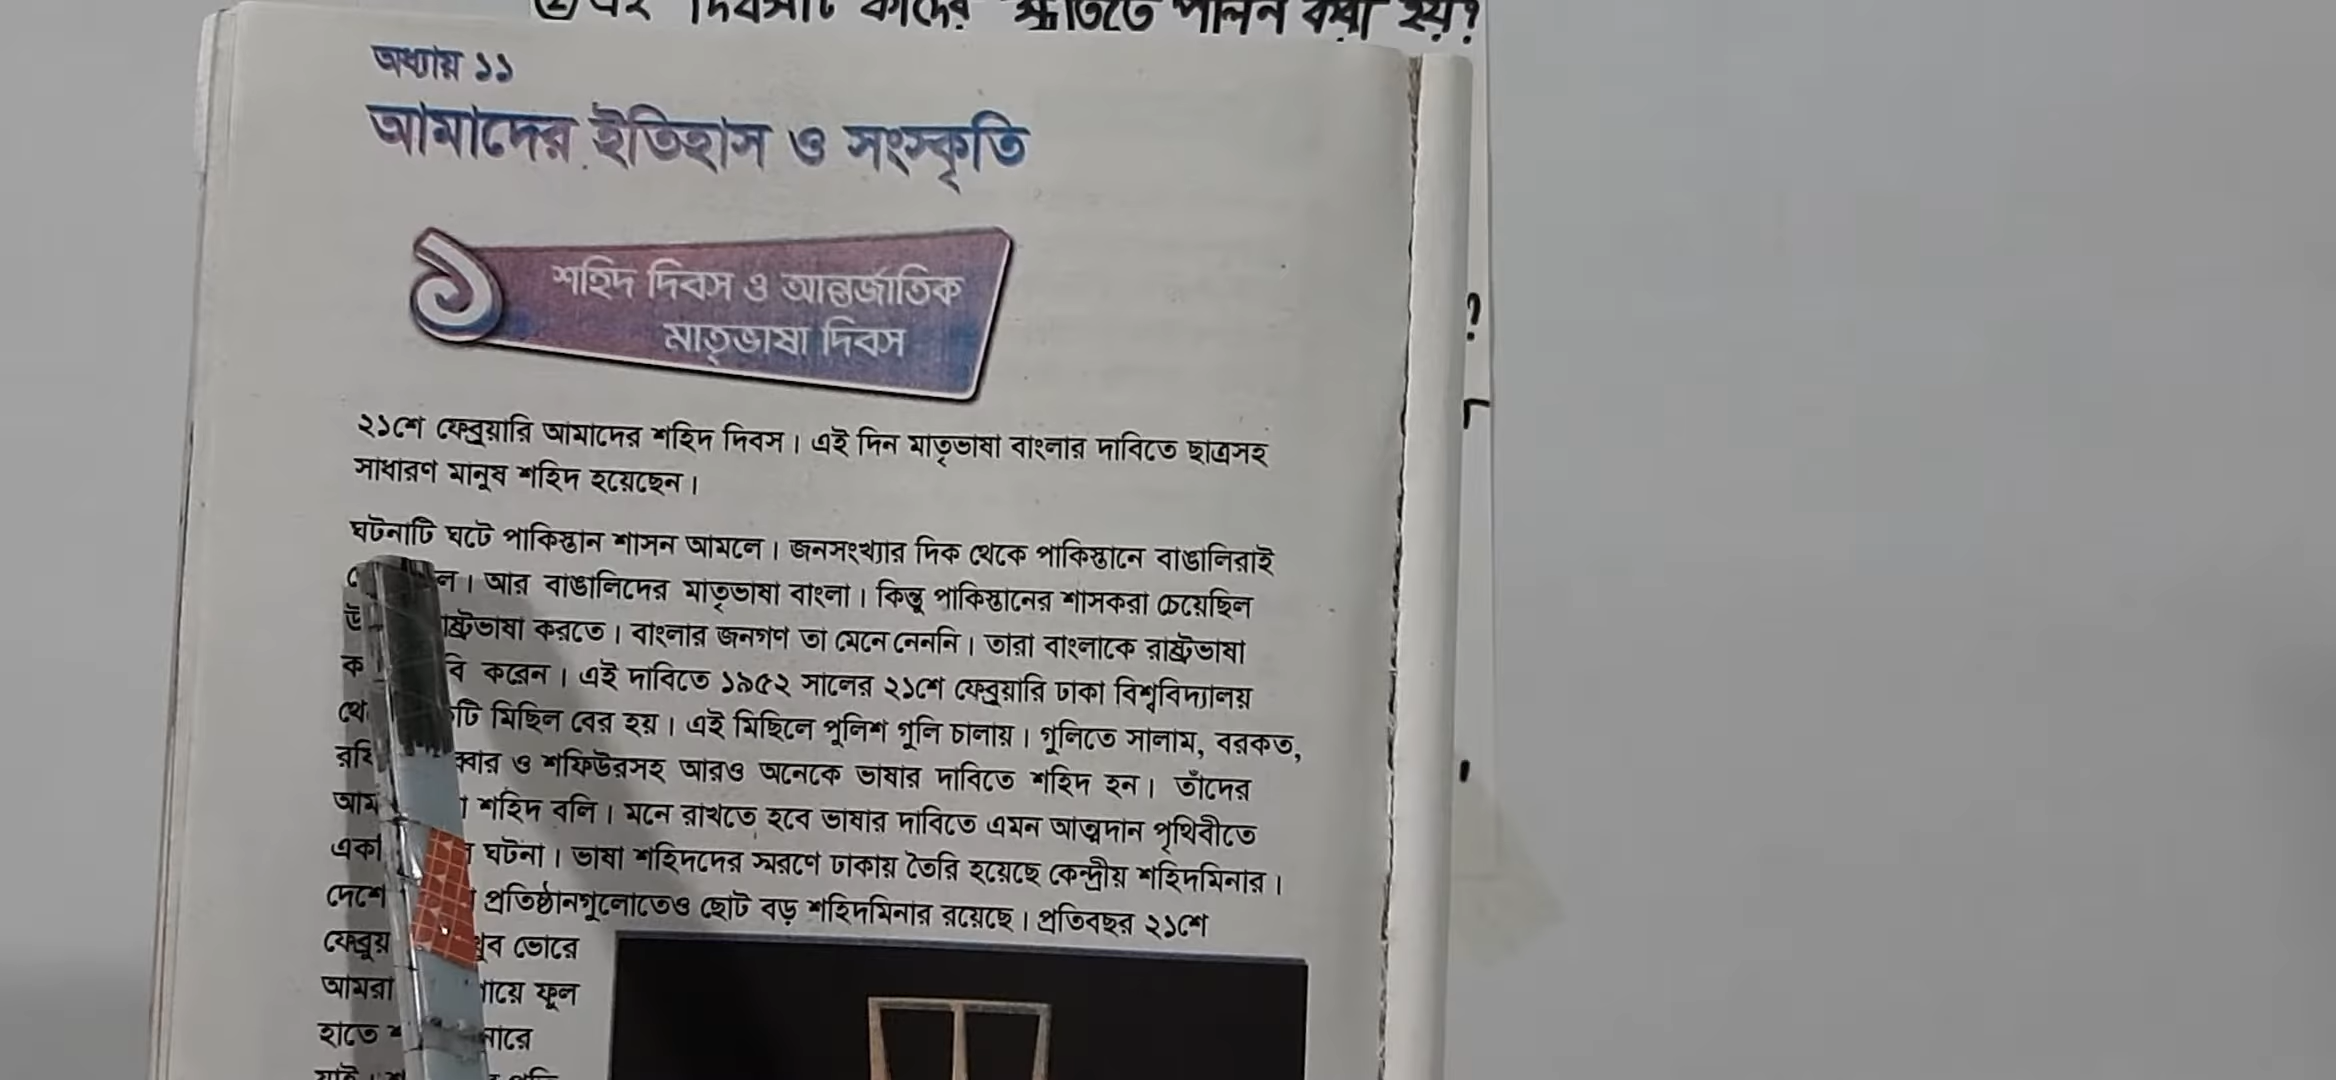 দিবসটি কাদের স্মৃতিতে পালন করা হয়?
অধ্যায় ১১
আমাদের ইতিহাস ও সংস্কৃতি
১
শহিদ দিবস ও আন্তর্জাতিক
মাতৃভাষা দিবস
২১শে ফেব্রুয়ারি আমাদের শহিদ দিবস। এই দিন মাতৃভাষা বাংলার দাবিতে ছাত্রসহ
সাধারণ মানুষ শহিদ হয়েছেন।
ঘটনাটি ঘটে পাকিস্তান শাসন আমলে। জনসংখ্যার দিক থেকে পাকিস্তানে বাঙালিরাই
আর বাঙালিদের মাতৃভাষা বাংলা। কিন্তু পাকিস্তানের শাসকরা চেয়েছিল
করতে। বাংলার জনগণ তা মেনে নেননি। তারা বাংলাকে রাষ্ট্রভাষা
করেন। এই দাবিতে ১৯৫২ সালের ২১শে ফেব্রুয়ারি ঢাকা বিশ্ববিদ্যালয়
মিছিল বের হয়। এই মিছিলে পুলিশ গুলি চালায়। গুলিতে সালাম, বরকত,
ও শফিউরসহ আরও অনেকে ভাষার দাবিতে শহিদ হন। তাঁদের
শহিদ বলি। মনে রাখতে হবে ভাষার দাবিতে এমন আত্মদান পৃথিবীতে
ঘটনা। ভাষা শহিদদের স্মরণে ঢাকায় তৈরি হয়েছে কেন্দ্রীয় শহিদমিনার।
প্রতিষ্ঠানগুলোতেও ছোট বড় শহিদমিনার রয়েছে। প্রতিবছর ২১শে
ভোরে
আমরা ফুল
হাতে